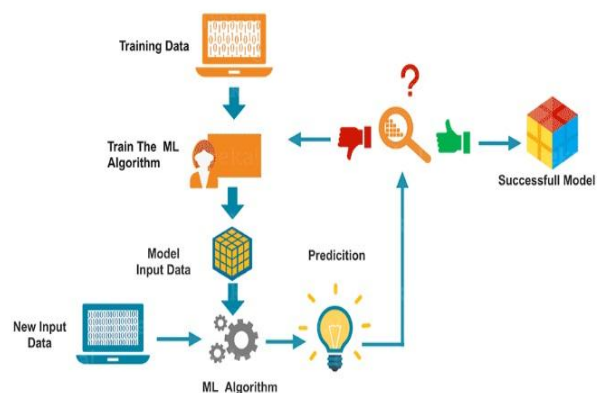 Training Data
?
Train The ML
Algorithm
Successfull Model
Model
Input Data
Predicition
New Input
Data
ML Algorithm